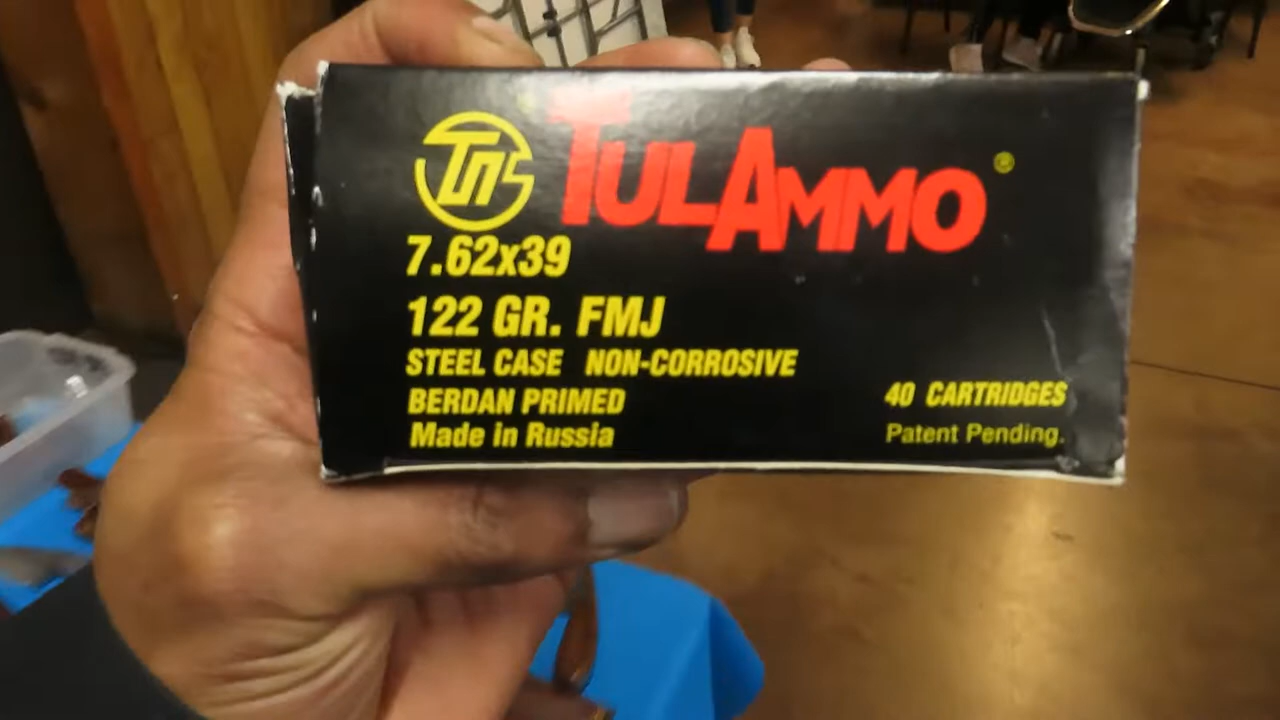 TULAMMO ®
7.62x39
122 GR. FMJ
STEEL CASE NON-CORROSIVE
BERDAN PRIMED
Made in Russia
40 CARTRIDGES
Patent Pending.